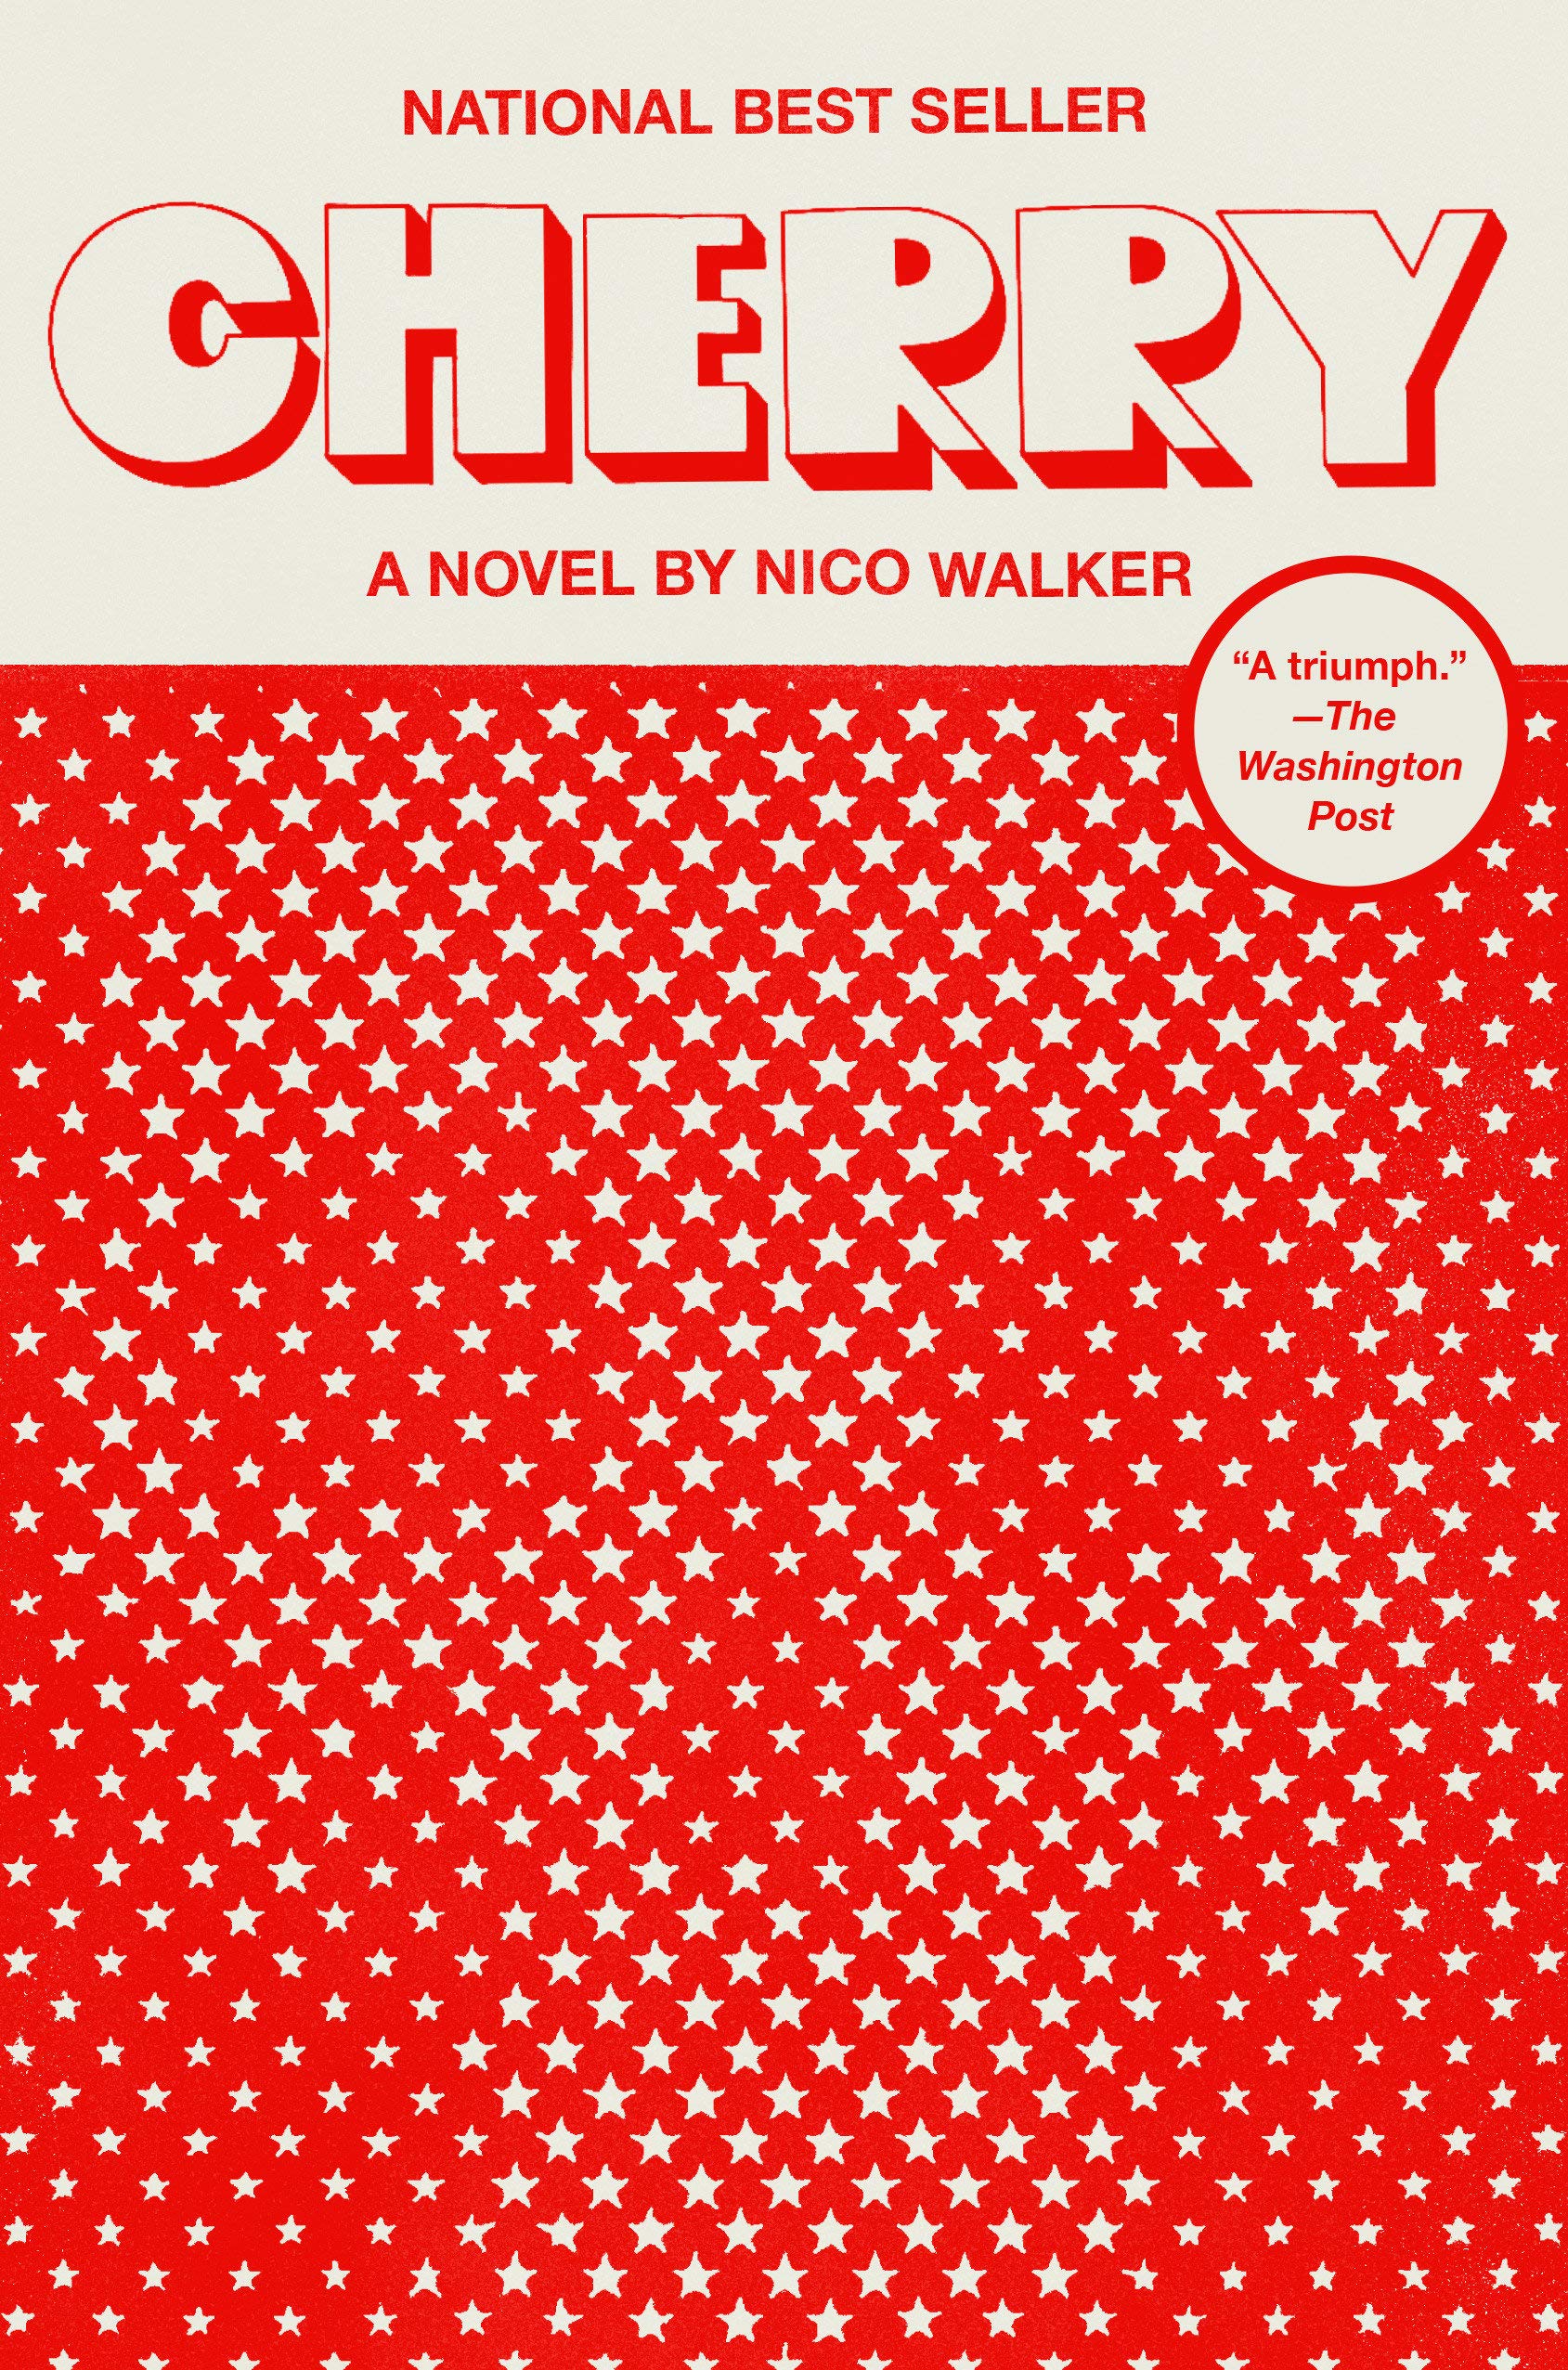 NATIONAL BEST SELLER
CHERRY
A NOVEL BY NICO WALKER
“A triumph.”
—The
Washington
Post